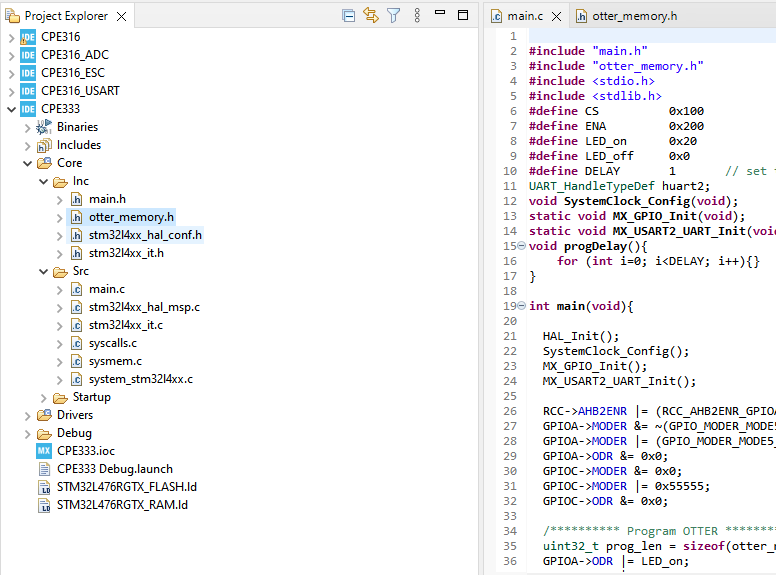 Project Explorer
CPE316
CPE316_ADC
CPE316_ESC
CPE316_USART
CPE333
Binaries
Includes
Core
Inc
main.h
otter_memory.h
stm32l4xx_hal_conf.h
stm32l4xx_it.h
Src
main.c
stm32l4xx_hal_msp.c
stm32l4xx_it.c
syscalls.c
sysmem.c
system_stm32l4xx.c
Startup
Drivers
Debug
CPE333.ioc
CPE333 Debug.launch
STM32L476RGTX_FLASH.ld
STM32L476RGTX_RAM.ld
main.c otter_memory.h
1
2 #include "main.h"
3 #include "otter_memory.h"
4 #include <stdio.h>
5 #include <stdlib.h>
6 #define CS 0x100
7 #define ENA 0x200
8 #define LED_on 0x20
9 #define LED_off 0x0
10 #define DELAY 1 // set
11 UART_HandleTypeDef huart2;
12 void SystemClock_Config(void);
13 static void MX_GPIO_Init(void);
14 static void MX_USART2_UART_Init(void
15 void progDelay(){
16 for (int i=0; i<DELAY; i++){}
17 }
18
19 int main(void){
20
21 HAL_Init();
22 SystemClock_Config();
23 MX_GPIO_Init();
24 MX_USART2_UART_Init();
25
26 RCC->AHB2ENR |= (RCC_AHB2ENR_GPIOA
27 GPIOA->MODER &= ~(GPIO_MODER_MODE5
28 GPIOA->MODER |= (GPIO_MODER_MODE5_
29 GPIOA->ODR &= 0x0;
30 GPIOC->MODER &= 0x0;
31 GPIOC->MODER |= 0x55555;
32 GPIOC->ODR &= 0x0;
33
34 /********** Program OTTER ********
35 uint32_t prog_len = sizeof(otter_m
36 GPIOA->ODR |= LED_on;